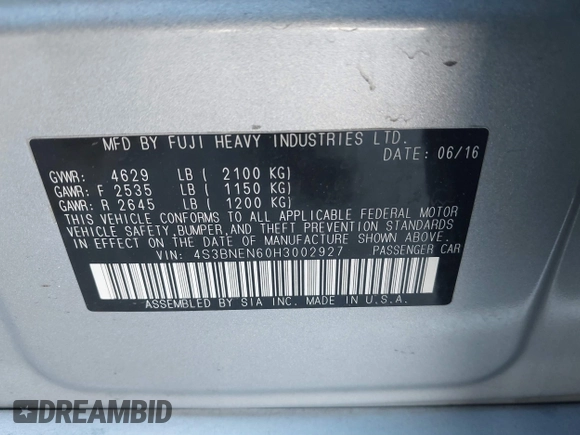 MFD BY FUJI HEAVY INDUSTRIES LTD.
DATE: 06/16
GVWR: 4629 LB ( 2100 KG)
GAWR: F 2535 LB ( 1150 KG)
GAWR: R 2645 LB ( 1200 KG)
THIS VEHICLE CONFORMS TO ALL APPLICABLE FEDERAL MOTOR
VEHICLE SAFETY, BUMPER, AND THEFT PREVENTION STANDARDS
IN EFFECT ON THE DATE OF MANUFACTURE SHOWN ABOVE.
VIN: 4S3BNEN60H3002927 PASSENGER CAR
ASSEMBLED BY SIA INC. MADE IN U.S.A.
DREAMBID